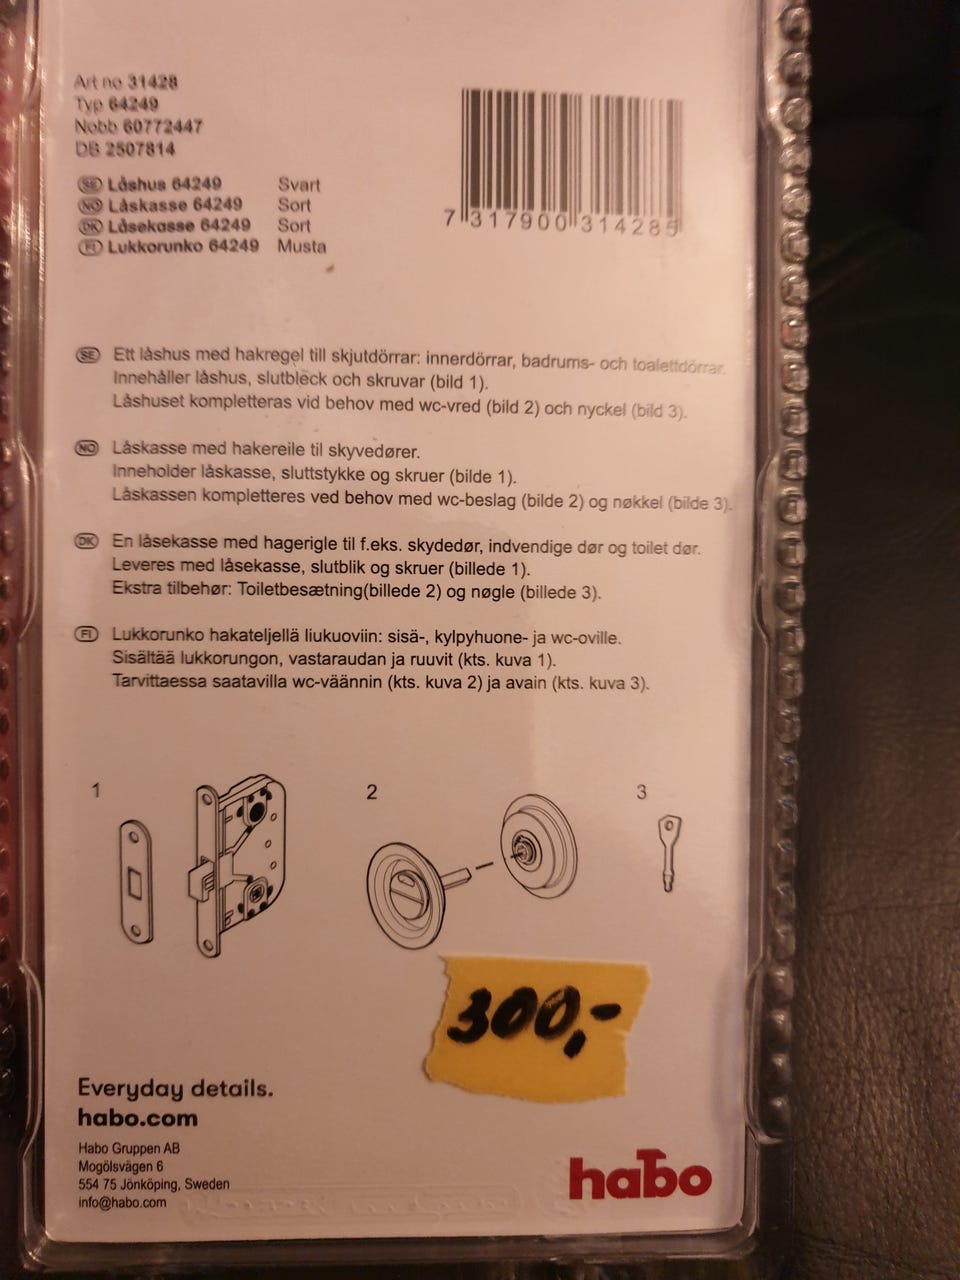 Art no 31428
Typ 64249
Nobb 60772447
DB 2507814
SE Låshus 64249 Svart
NO Låskasse 64249 Sort
DK Låsekasse 64249 Sort
FI Lukkorunko 64249 Musta
7 317900 314285
SE Ett låshus med hakregel till skjutdörrar: innerdörrar, badrums- och toalettdörrar.
Innehåller låshus, slutbleck och skruvar (bild 1).
Låshuset kompletteras vid behov med wc-vred (bild 2) och nyckel (bild 3).
NO Låskasse med hakereile til skyvedører.
Inneholder låskasse, sluttstykke og skruer (bilde 1).
Låskassen kompletteres ved behov med wc-beslag (bilde 2) og nøkkel (bilde 3).
DK En låsekasse med hagerigle til f.eks. skydedør, indvendige dør og toilet dør.
Leveres med låsekasse, slutblik og skruer (billede 1).
Ekstra tilbehør: Toiletbesætning(billede 2) og nøgle (billede 3).
FI Lukkorunko hakateljellä liukuoviin: sisä-, kylpyhuone- ja wc-oville.
Sisältää lukkorungon, vastaraudan ja ruuvit (kts. kuva 1).
Tarvittaessa saatavilla wc-väännin (kts. kuva 2) ja avain (kts. kuva 3).
1 2 3
300,-
Everyday details.
habo.com
Habo Gruppen AB
Mogölsvägen 6
554 75 Jönköping, Sweden
info@habo.com
habo